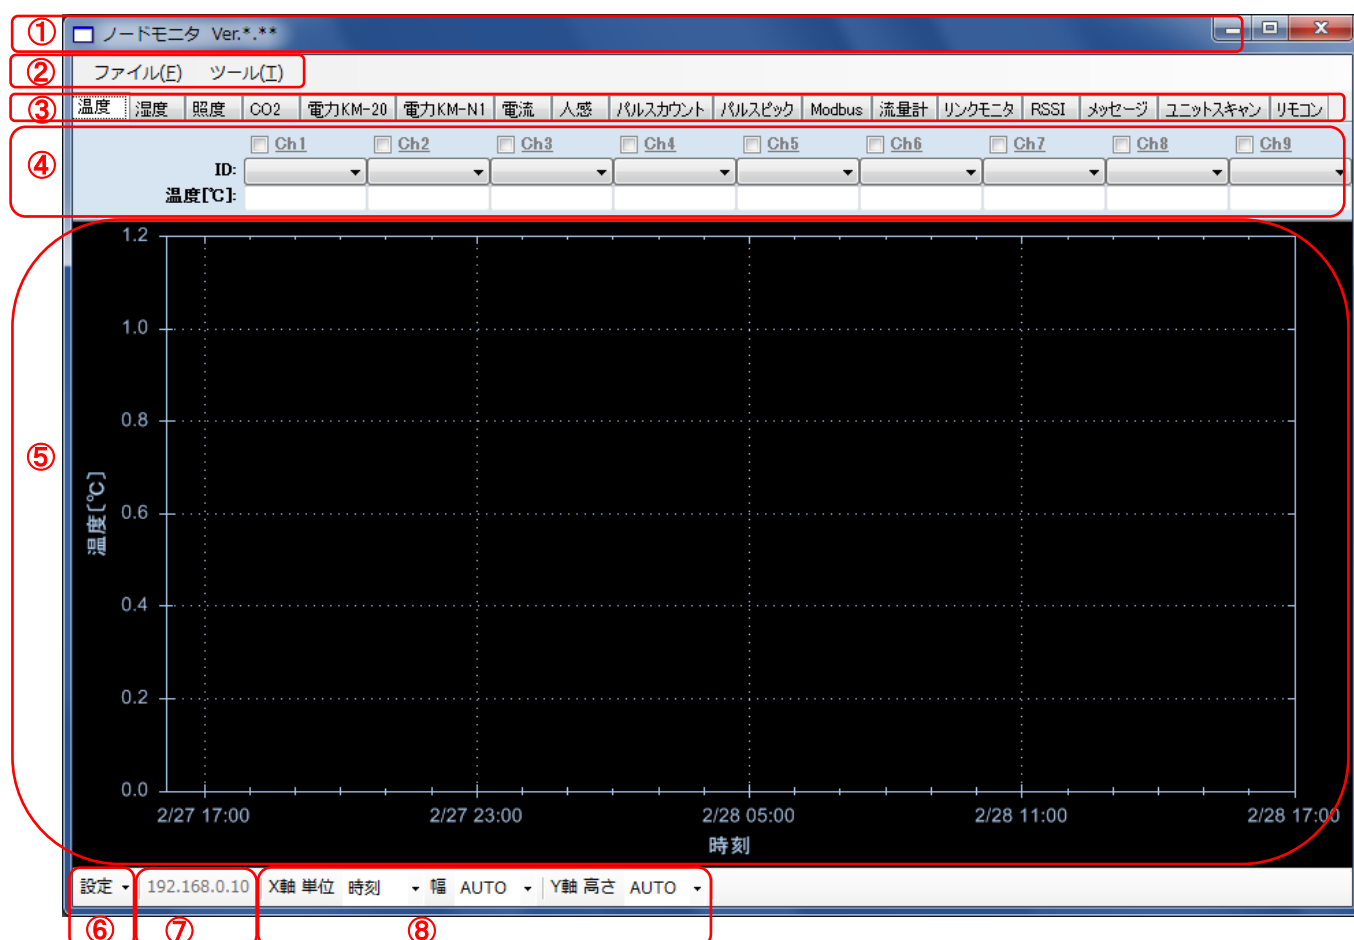 ① ノードモニタ Ver.*.**
② ファイル(F) ツール(T)
③ 温度 湿度 照度 CO2 電力KM-20 電力KM-N1 電流 人感 パルスカウント パルスピック Modbus 流量計 リンクモニタ RSSI メッセージ ユニットスキャン リモコン
Ch1 Ch2 Ch3 Ch4 Ch5 Ch6 Ch7 Ch8 Ch9
④ ID:
温度[℃]:
⑤
温度[℃]
1.2
1.0
0.8
0.6
0.4
0.2
0.0
2/27 17:00 2/27 23:00 2/28 05:00 2/28 11:00 2/28 17:00
時刻
設定 192.168.0.10 X軸 単位 時刻 幅 AUTO Y軸 高さ AUTO
⑥ ⑦ ⑧